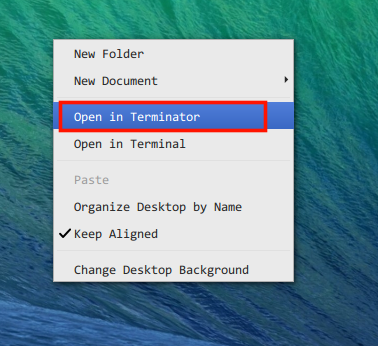 New Folder
New Document
Open in Terminator
Open in Terminal
Paste
Organize Desktop by Name
Keep Aligned
Change Desktop Background